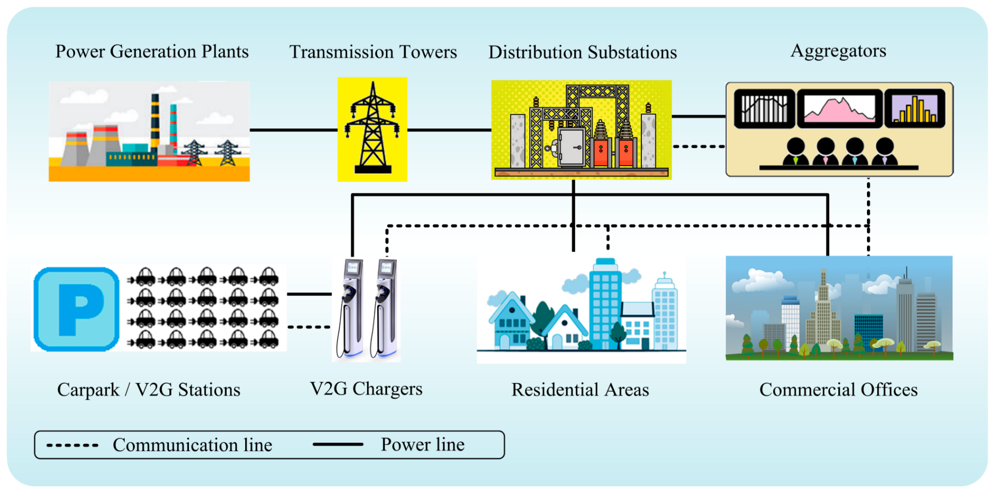 Power Generation Plants
Transmission Towers
Distribution Substations
Aggregators
P
Carpark / V2G Stations
V2G Chargers
Residential Areas
Commercial Offices
Communication line
Power line